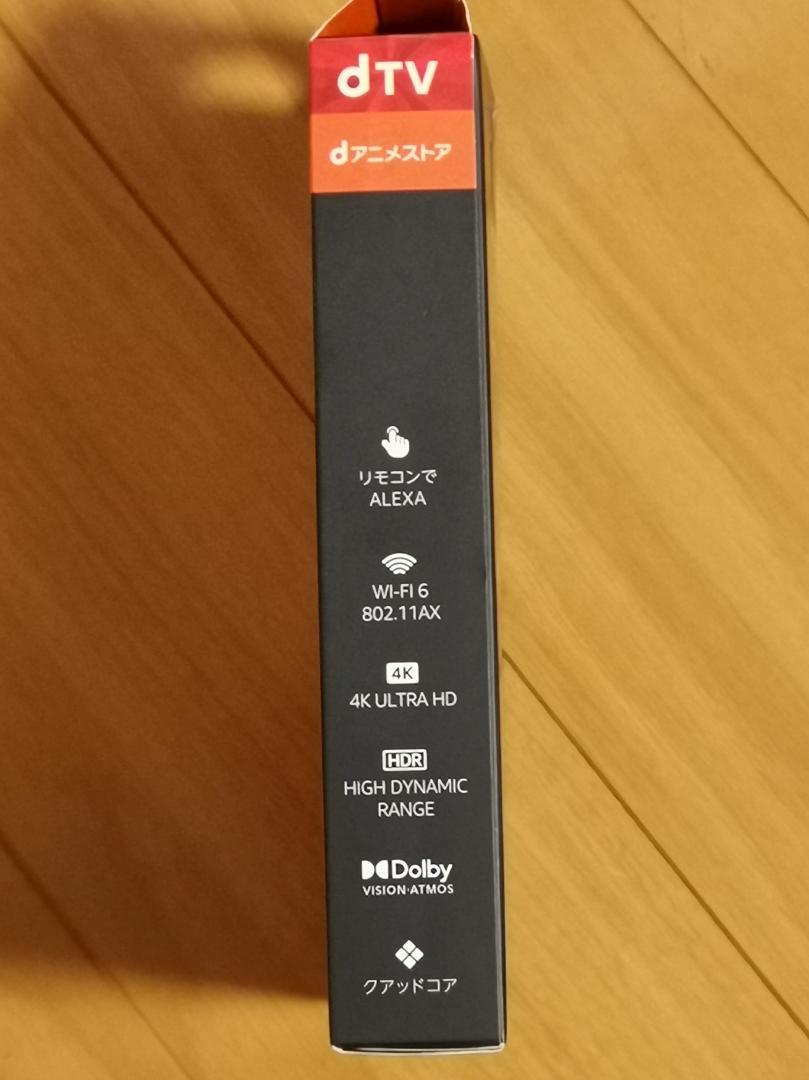 dTV
dアニメストア
リモコンで
ALEXA
WI-FI 6
802.11AX
4K
4K ULTRA HD
HDR
HIGH DYNAMIC
RANGE
Dolby
VISION·ATMOS
クアッドコア